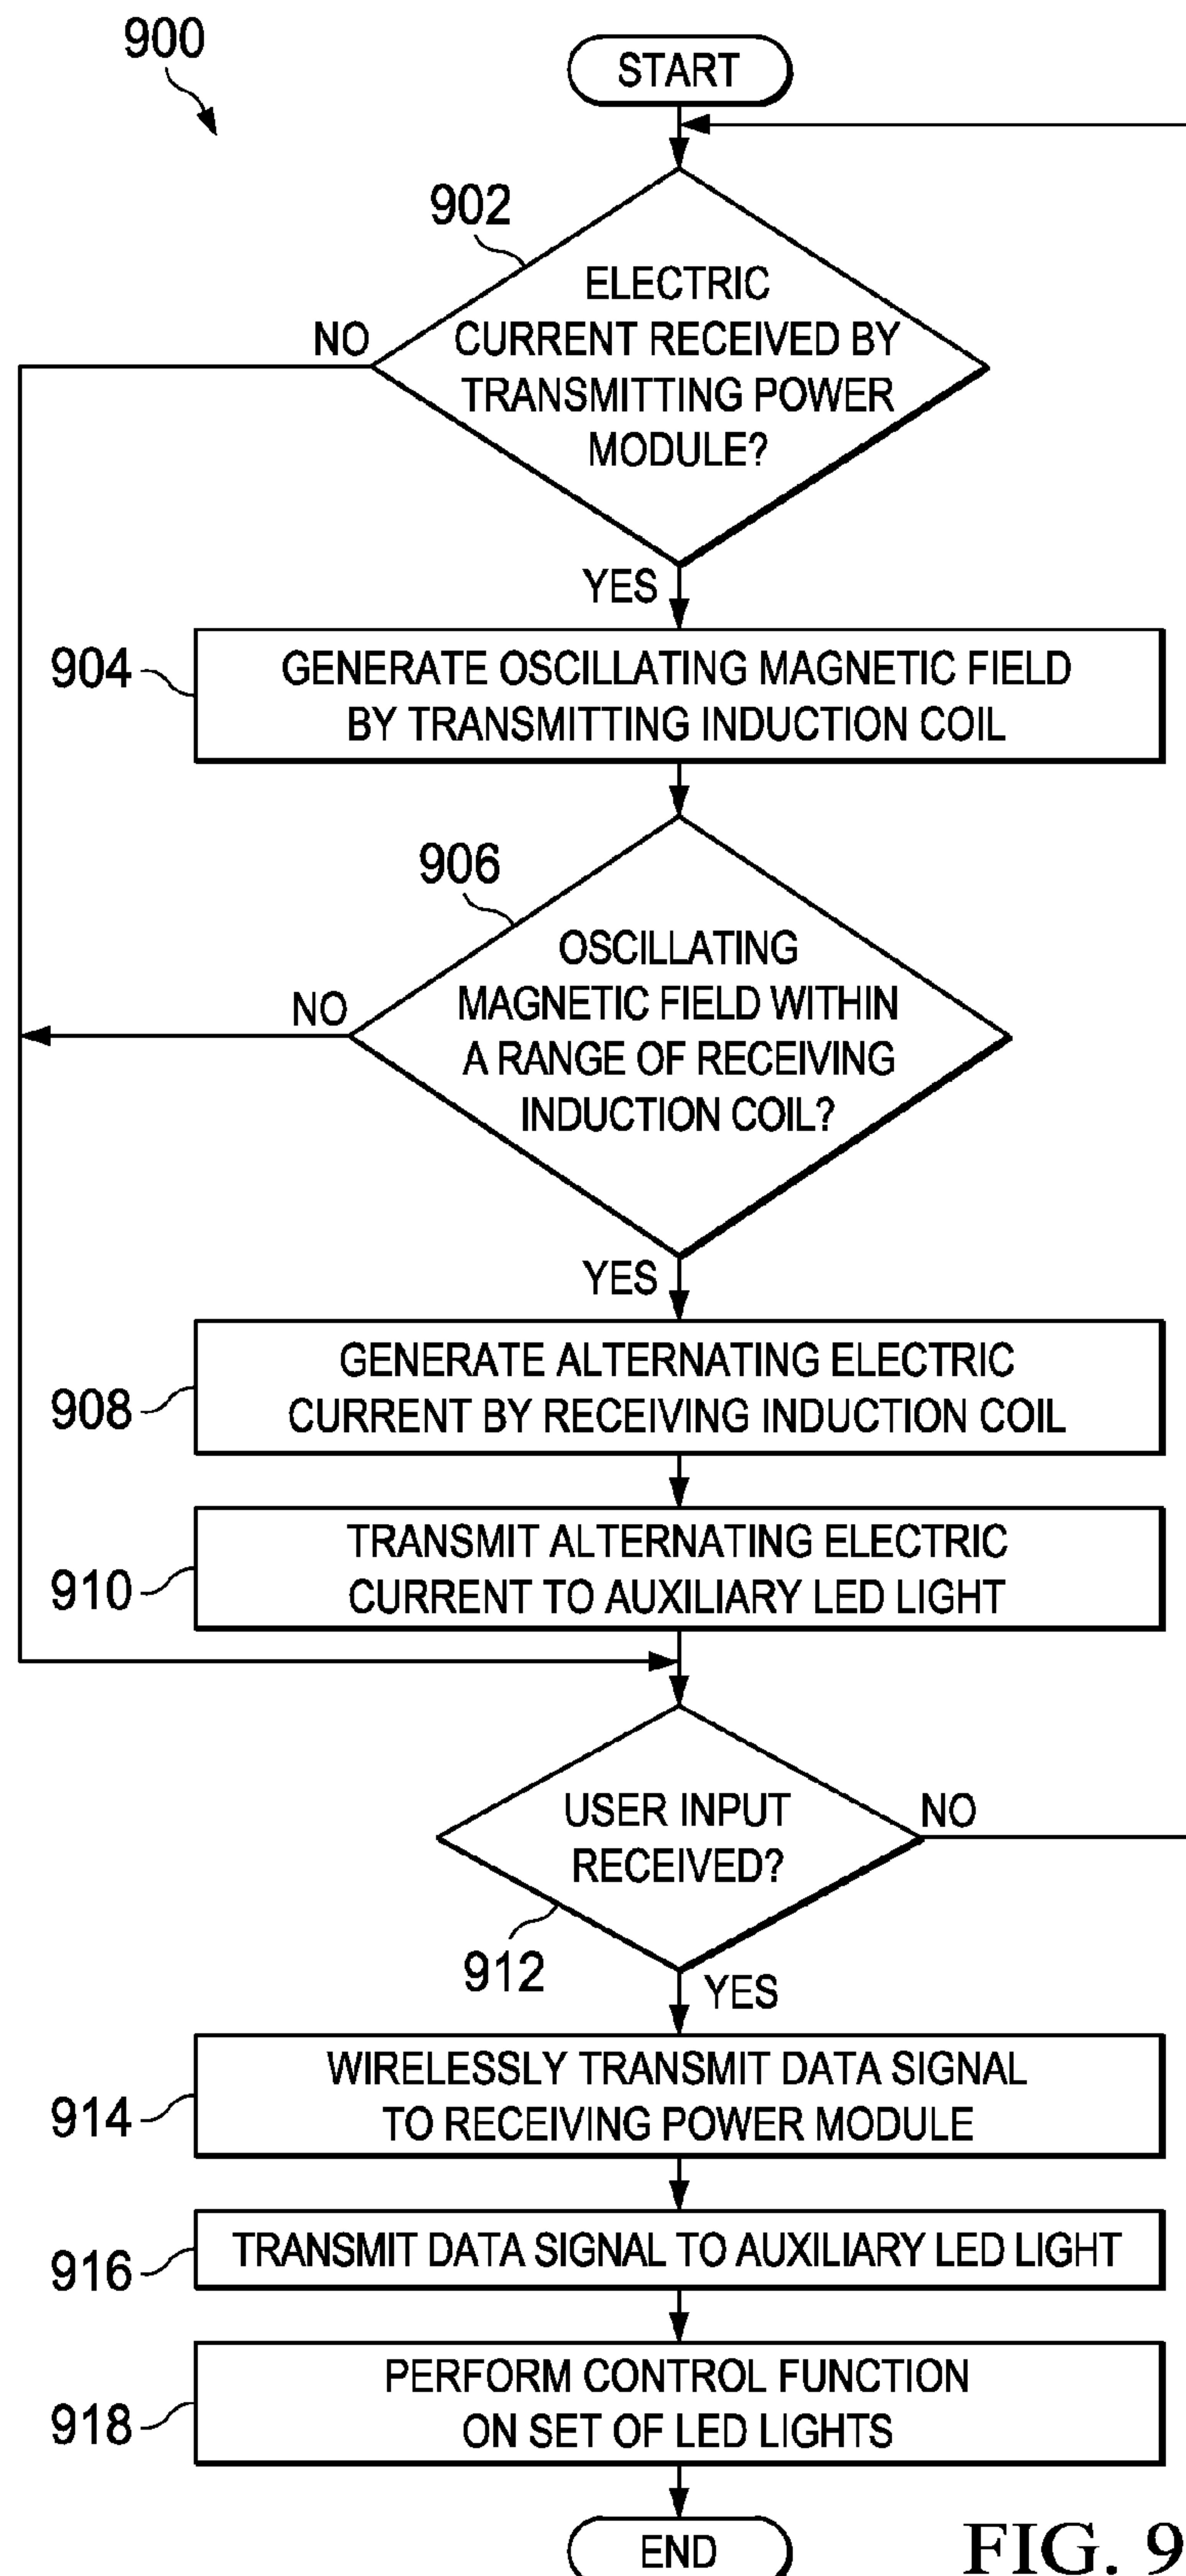 900
START
902
ELECTRIC
CURRENT RECEIVED BY
TRANSMITTING POWER
MODULE?
NO
YES
904
GENERATE OSCILLATING MAGNETIC FIELD
BY TRANSMITTING INDUCTION COIL
906
OSCILLATING
MAGNETIC FIELD WITHIN
A RANGE OF RECEIVING
INDUCTION COIL?
NO
YES
908
GENERATE ALTERNATING ELECTRIC
CURRENT BY RECEIVING INDUCTION COIL
910
TRANSMIT ALTERNATING ELECTRIC
CURRENT TO AUXILIARY LED LIGHT
USER INPUT
RECEIVED?
NO
912
YES
914
WIRELESSLY TRANSMIT DATA SIGNAL
TO RECEIVING POWER MODULE
916
TRANSMIT DATA SIGNAL TO AUXILIARY LED LIGHT
918
PERFORM CONTROL FUNCTION
ON SET OF LED LIGHTS
END
FIG. 9